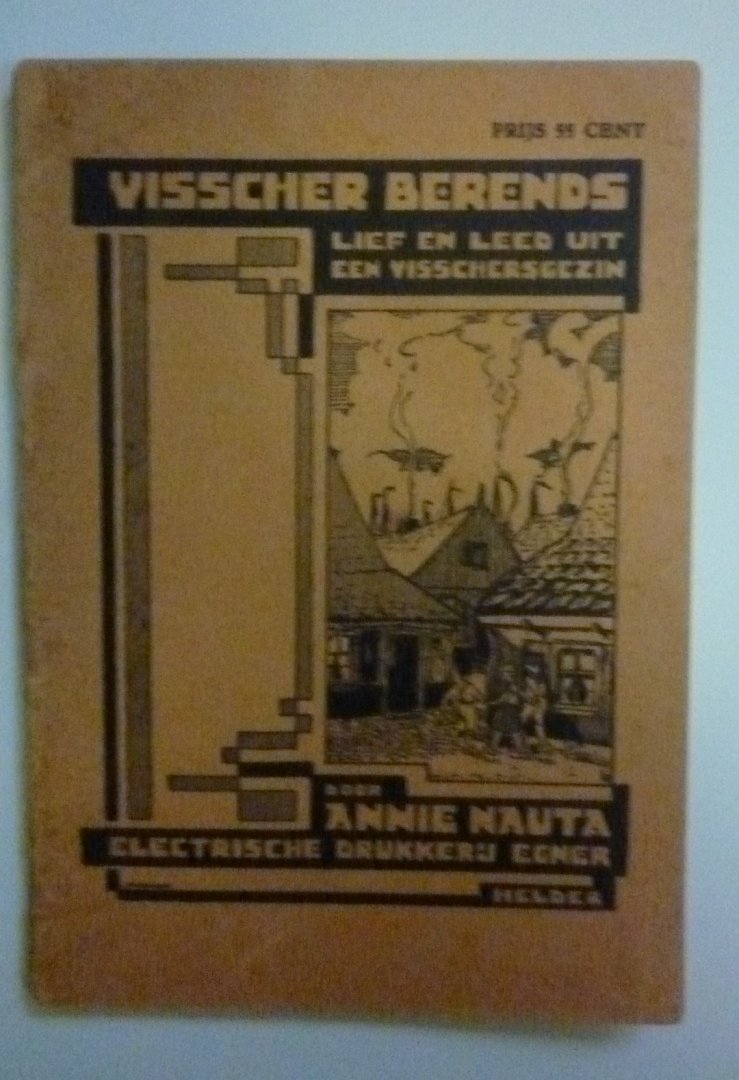 PRIJS 55 CENT
VISSCHER BERENDS
LIEF EN LEED UIT
EEN VISSCHERSGEZIN
DOOR
ANNIE NAUTA
ELECTRISCHE DRUKKERIJ EGNER
HELDER